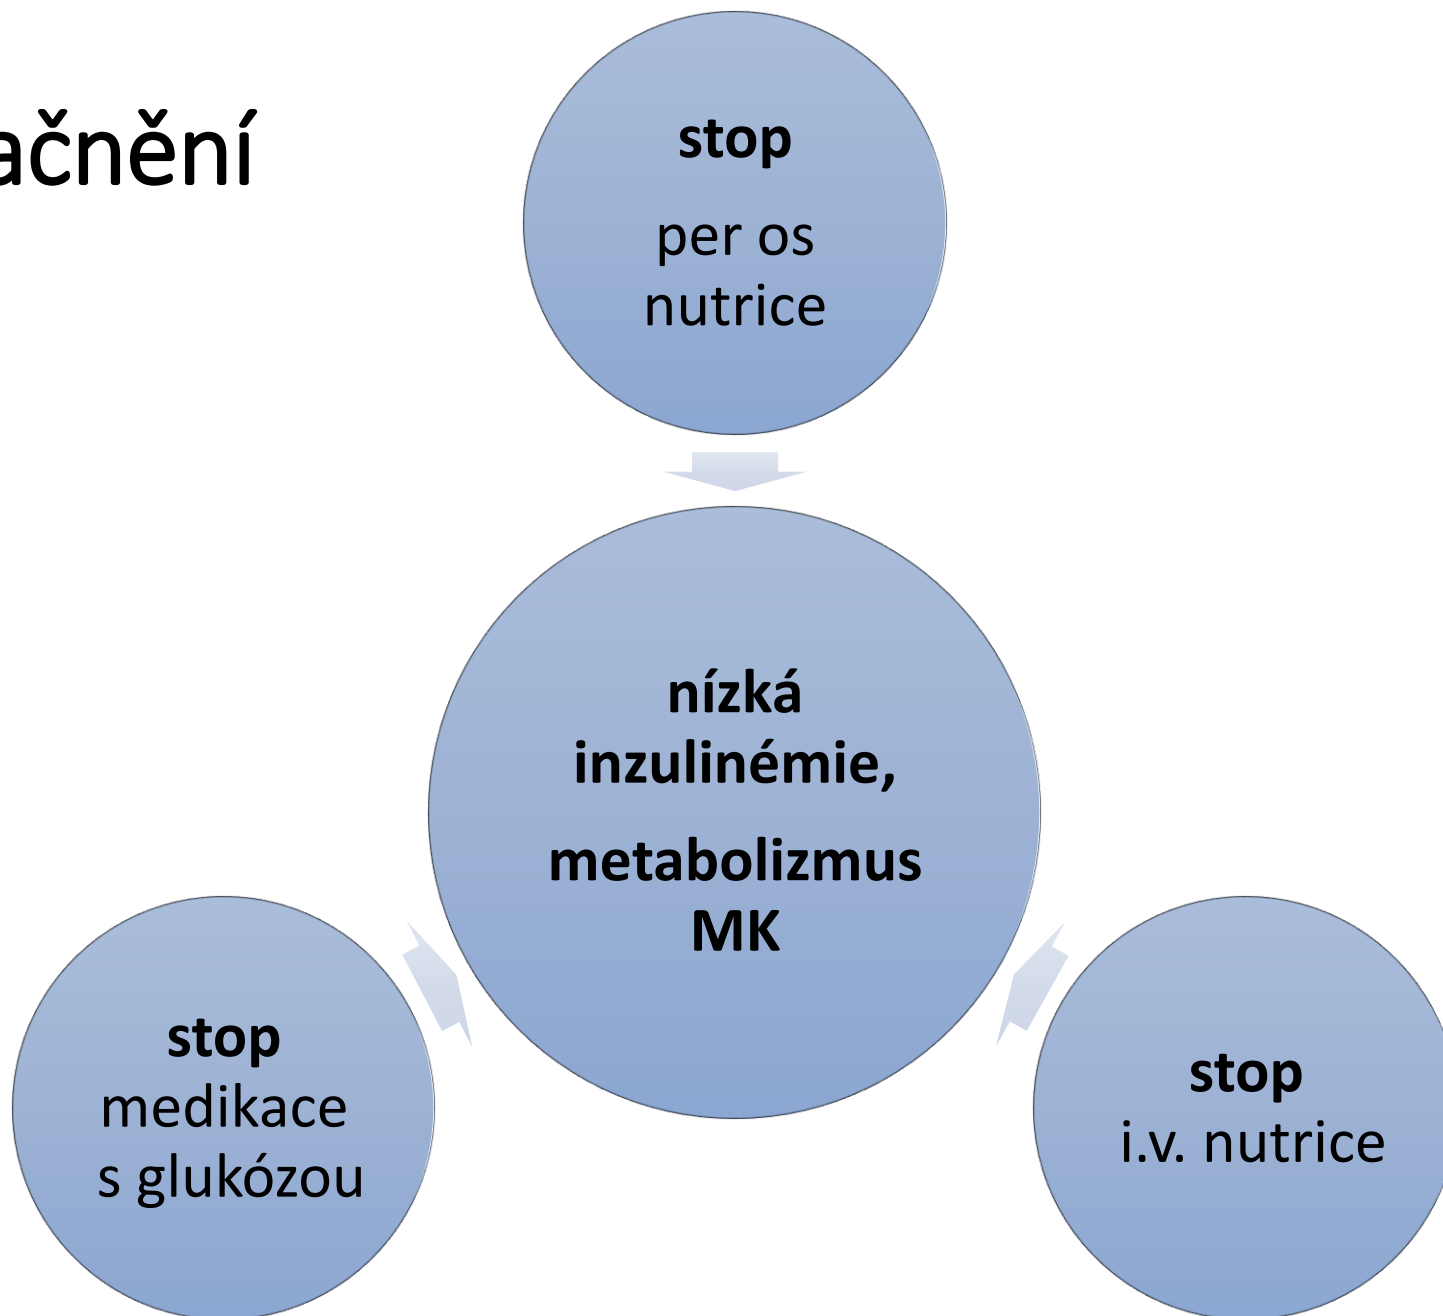 ačnění
stop
per os
nutrice
nízká
inzulinémie,
metabolizmus
MK
stop
medikace
s glukózou
stop
i.v. nutrice